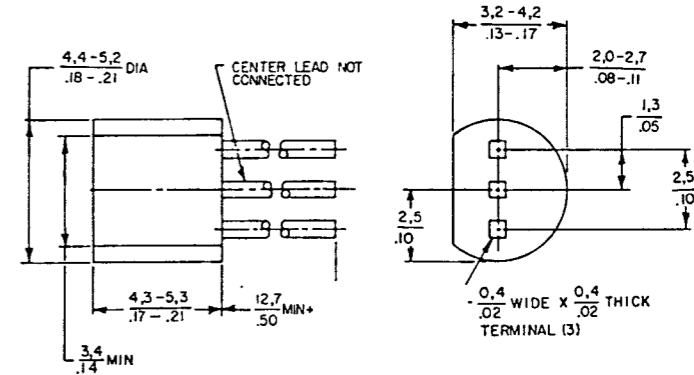 4,4-5,2 DIA
.18-.21
CENTER LEAD NOT
CONNECTED
4,3-5,3
.17-.21
12,7 MIN+
.50
3,4 MIN
.14
3,2-4,2
.13-.17
2,0-2,7
.08-.11
1,3
.05
2,5
.10
2,5
.10
- 0,4 WIDE X 0,4 THICK
.02 .02
TERMINAL (3)